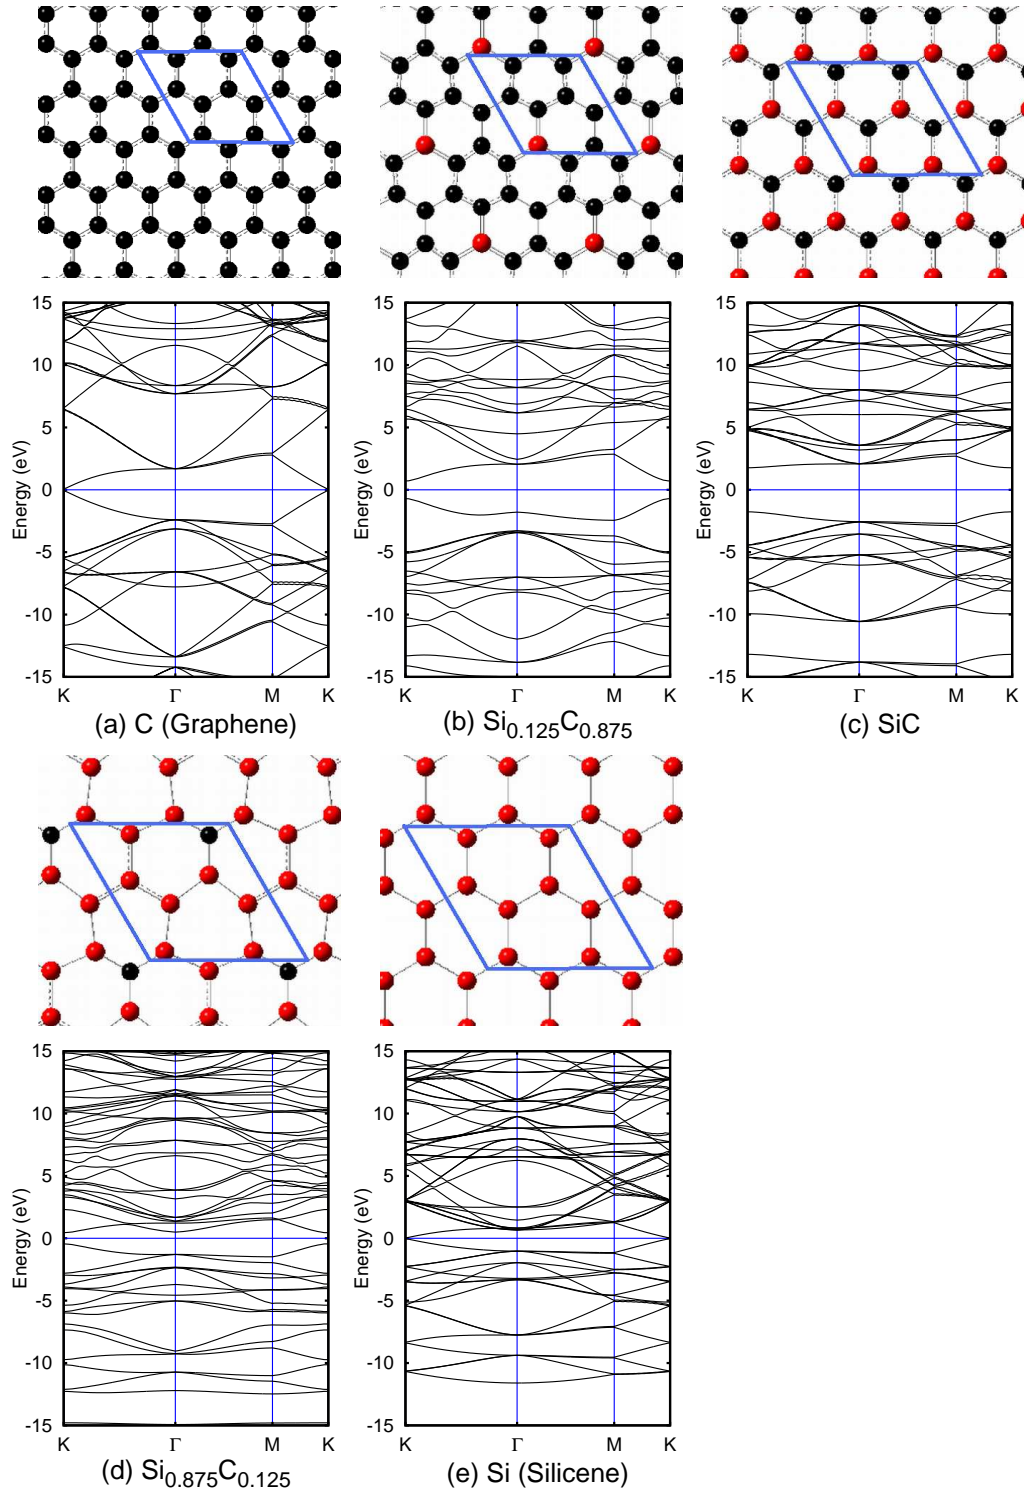 15
10
5
0
-5
-10
-15
Energy (eV)
K Γ M K
(a) C (Graphene)
15
10
5
0
-5
-10
-15
Energy (eV)
K Γ M K
(b) Si0.125C0.875
15
10
5
0
-5
-10
-15
Energy (eV)
K Γ M K
(c) SiC
15
10
5
0
-5
-10
-15
Energy (eV)
K Γ M K
(d) Si0.875C0.125
15
10
5
0
-5
-10
-15
Energy (eV)
K Γ M K
(e) Si (Silicene)